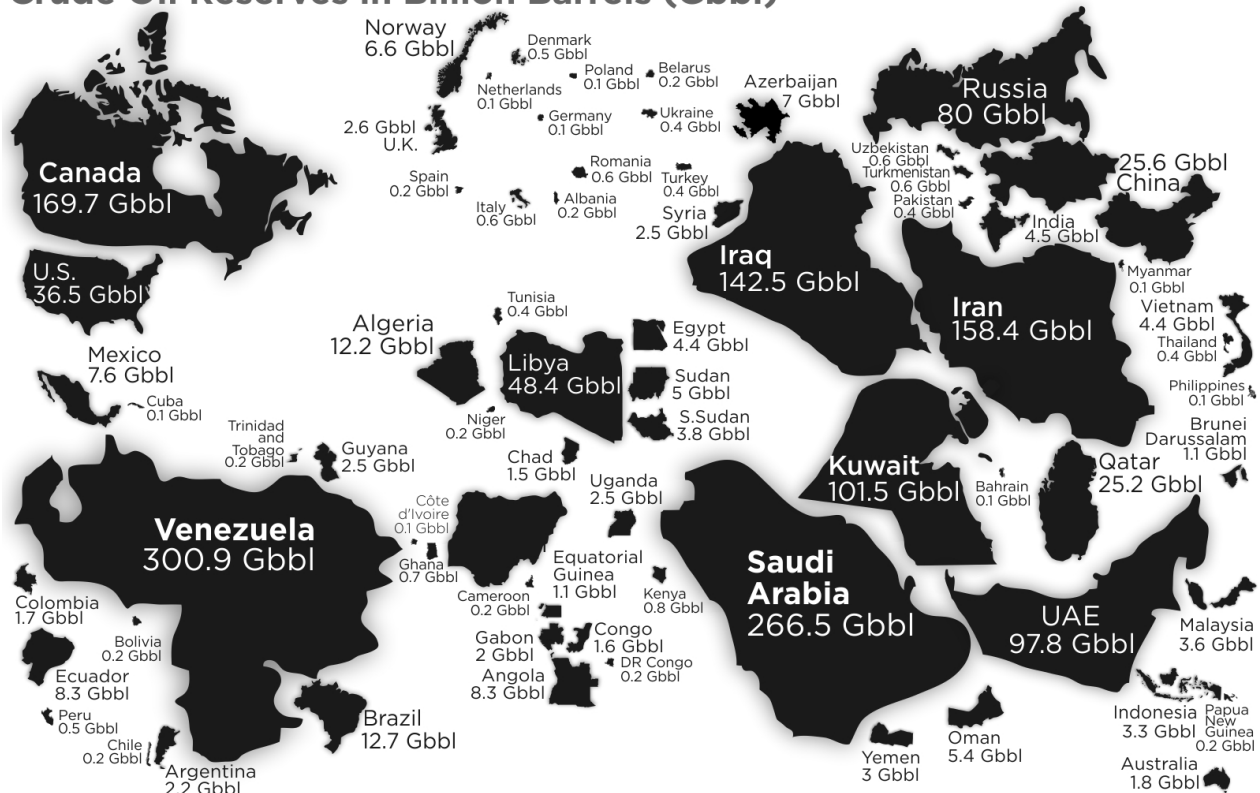 Crude Oil Reserves in Billion Barrels (Gbbl)
Canada
169.7 Gbbl
U.S.
36.5 Gbbl
Mexico
7.6 Gbbl
Cuba
0.1 Gbbl
Norway
6.6 Gbbl
Denmark
0.5 Gbbl
Netherlands
0.1 Gbbl
Poland
0.1 Gbbl
Belarus
0.2 Gbbl
Germany
0.1 Gbbl
Ukraine
0.4 Gbbl
2.6 Gbbl
U.K.
Spain
0.2 Gbbl
Italy
0.6 Gbbl
Romania
0.6 Gbbl
Albania
0.2 Gbbl
Turkey
0.4 Gbbl
Syria
2.5 Gbbl
Azerbaijan
7 Gbbl
Russia
80 Gbbl
Uzbekistan
0.6 Gbbl
Turkmenistan
0.6 Gbbl
Pakistan
0.4 Gbbl
25.6 Gbbl
China
India
4.5 Gbbl
Iraq
142.5 Gbbl
Iran
158.4 Gbbl
Myanmar
0.1 Gbbl
Vietnam
4.4 Gbbl
Thailand
0.4 Gbbl
Philippines
0.1 Gbbl
Brunei
Darussalam
1.1 Gbbl
Tunisia
0.4 Gbbl
Algeria
12.2 Gbbl
Libya
48.4 Gbbl
Egypt
4.4 Gbbl
Sudan
5 Gbbl
S.Sudan
3.8 Gbbl
Niger
0.2 Gbbl
Chad
1.5 Gbbl
Uganda
2.5 Gbbl
Trinidad
and
Tobago
0.2 Gbbl
Guyana
2.5 Gbbl
Venezuela
300.9 Gbbl
Côte
d'Ivoire
0.1 Gbbl
Ghana
0.7 Gbbl
Cameroon
0.2 Gbbl
Equatorial
Guinea
1.1 Gbbl
Kenya
0.8 Gbbl
Gabon
2 Gbbl
Congo
1.6 Gbbl
DR Congo
0.2 Gbbl
Angola
8.3 Gbbl
Kuwait
101.5 Gbbl
Bahrain
0.1 Gbbl
Qatar
25.2 Gbbl
Saudi
Arabia
266.5 Gbbl
UAE
97.8 Gbbl
Yemen
3 Gbbl
Oman
5.4 Gbbl
Malaysia
3.6 Gbbl
Indonesia
3.3 Gbbl
Papua
New
Guinea
0.2 Gbbl
Australia
1.8 Gbbl
Colombia
1.7 Gbbl
Bolivia
0.2 Gbbl
Ecuador
8.3 Gbbl
Peru
0.5 Gbbl
Chile
0.2 Gbbl
Argentina
2.2 Gbbl
Brazil
12.7 Gbbl